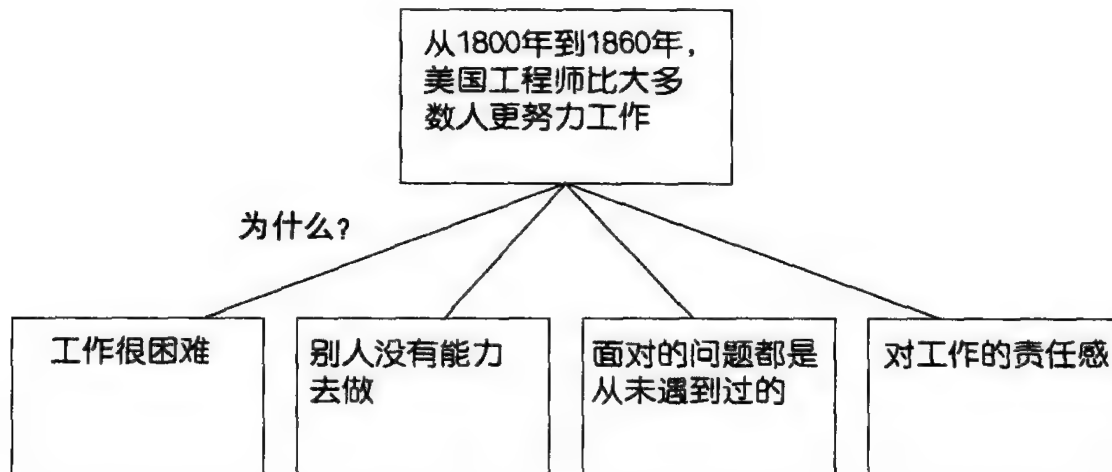 从1800年到1860年，
美国工程师比大多
数人更努力工作
为什么？
工作很困难
别人没有能力
去做
面对的问题都是
从未遇到过的
对工作的责任感